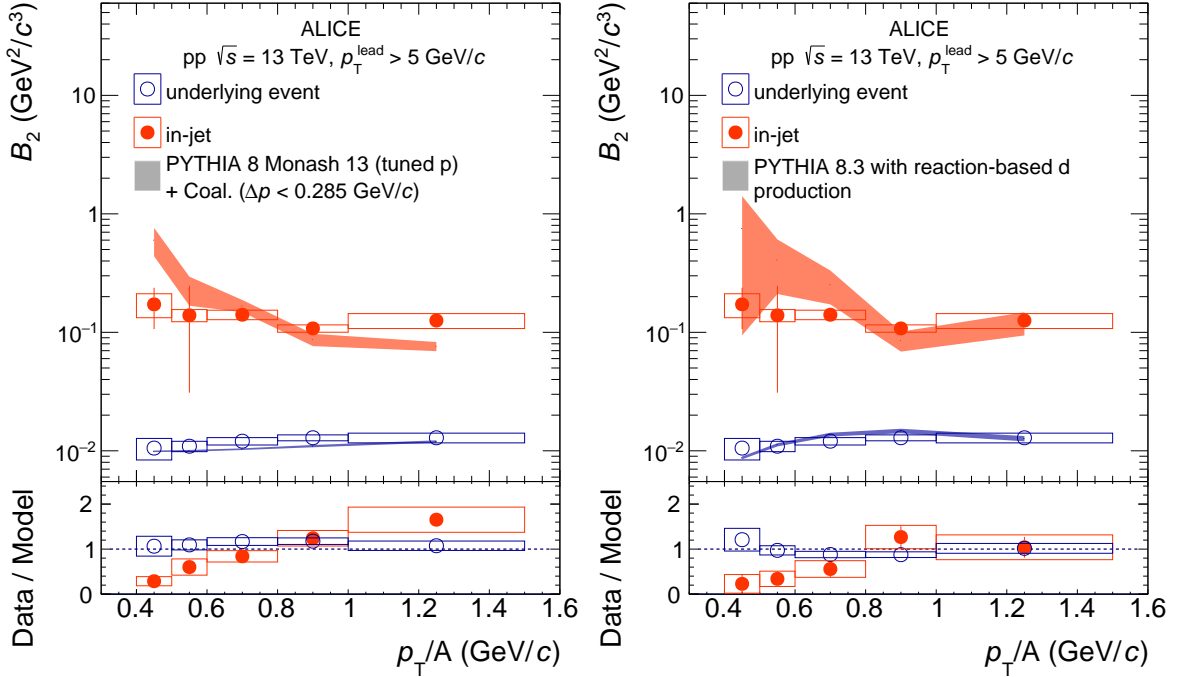 ALICE
pp √s = 13 TeV, p_T^lead > 5 GeV/c
underlying event
in-jet
PYTHIA 8 Monash 13 (tuned p)
+ Coal. (Δp < 0.285 GeV/c)
B₂ (GeV²/c³)
10
1
10⁻¹
10⁻²
Data / Model
2
1
0
0.4 0.6 0.8 1 1.2 1.4 1.6
p_T/A (GeV/c)
ALICE
pp √s = 13 TeV, p_T^lead > 5 GeV/c
underlying event
in-jet
PYTHIA 8.3 with reaction-based d
production
B₂ (GeV²/c³)
10
1
10⁻¹
10⁻²
Data / Model
2
1
0
0.4 0.6 0.8 1 1.2 1.4 1.6
p_T/A (GeV/c)